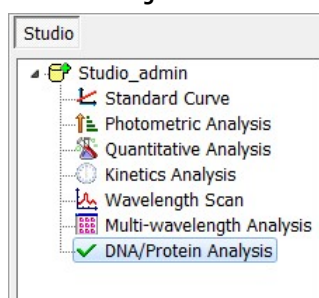 Studio
Studio_admin
Standard Curve
Photometric Analysis
Quantitative Analysis
Kinetics Analysis
Wavelength Scan
Multi-wavelength Analysis
DNA/Protein Analysis